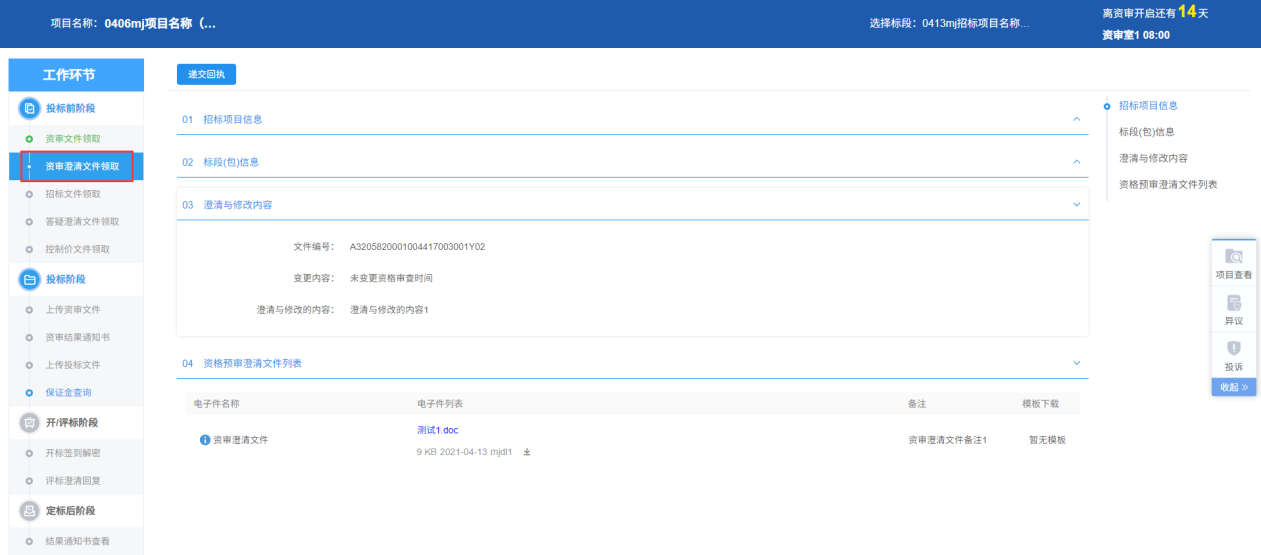 项目名称: 0406mj项目名称（...
选择标段: 0413mj招标项目名称...
离资审开启还有14天
资审室1 08:00
工作环节
投标前阶段
资审文件领取
资审澄清文件领取
招标文件领取
答疑澄清文件领取
控制价文件领取
投标阶段
上传资审文件
资审结果通知书
上传投标文件
保证金查询
开/评标阶段
开标签到解密
评标澄清回复
定标后阶段
结果通知书查看
递交回执
01 招标项目信息
02 标段(包)信息
03 澄清与修改内容
文件编号： A3205820001004417003001Y02
变更内容： 未变更资格审查时间
澄清与修改的内容： 澄清与修改的内容1
04 资格预审澄清文件列表
电子件名称 电子件列表 备注 模板下载
资审澄清文件 测试1.doc 资审澄清文件备注1 暂无模板
9 KB 2021-04-13 mjdl1
招标项目信息
标段(包)信息
澄清与修改内容
资格预审澄清文件列表
项目查看
异议
投诉
收起 »